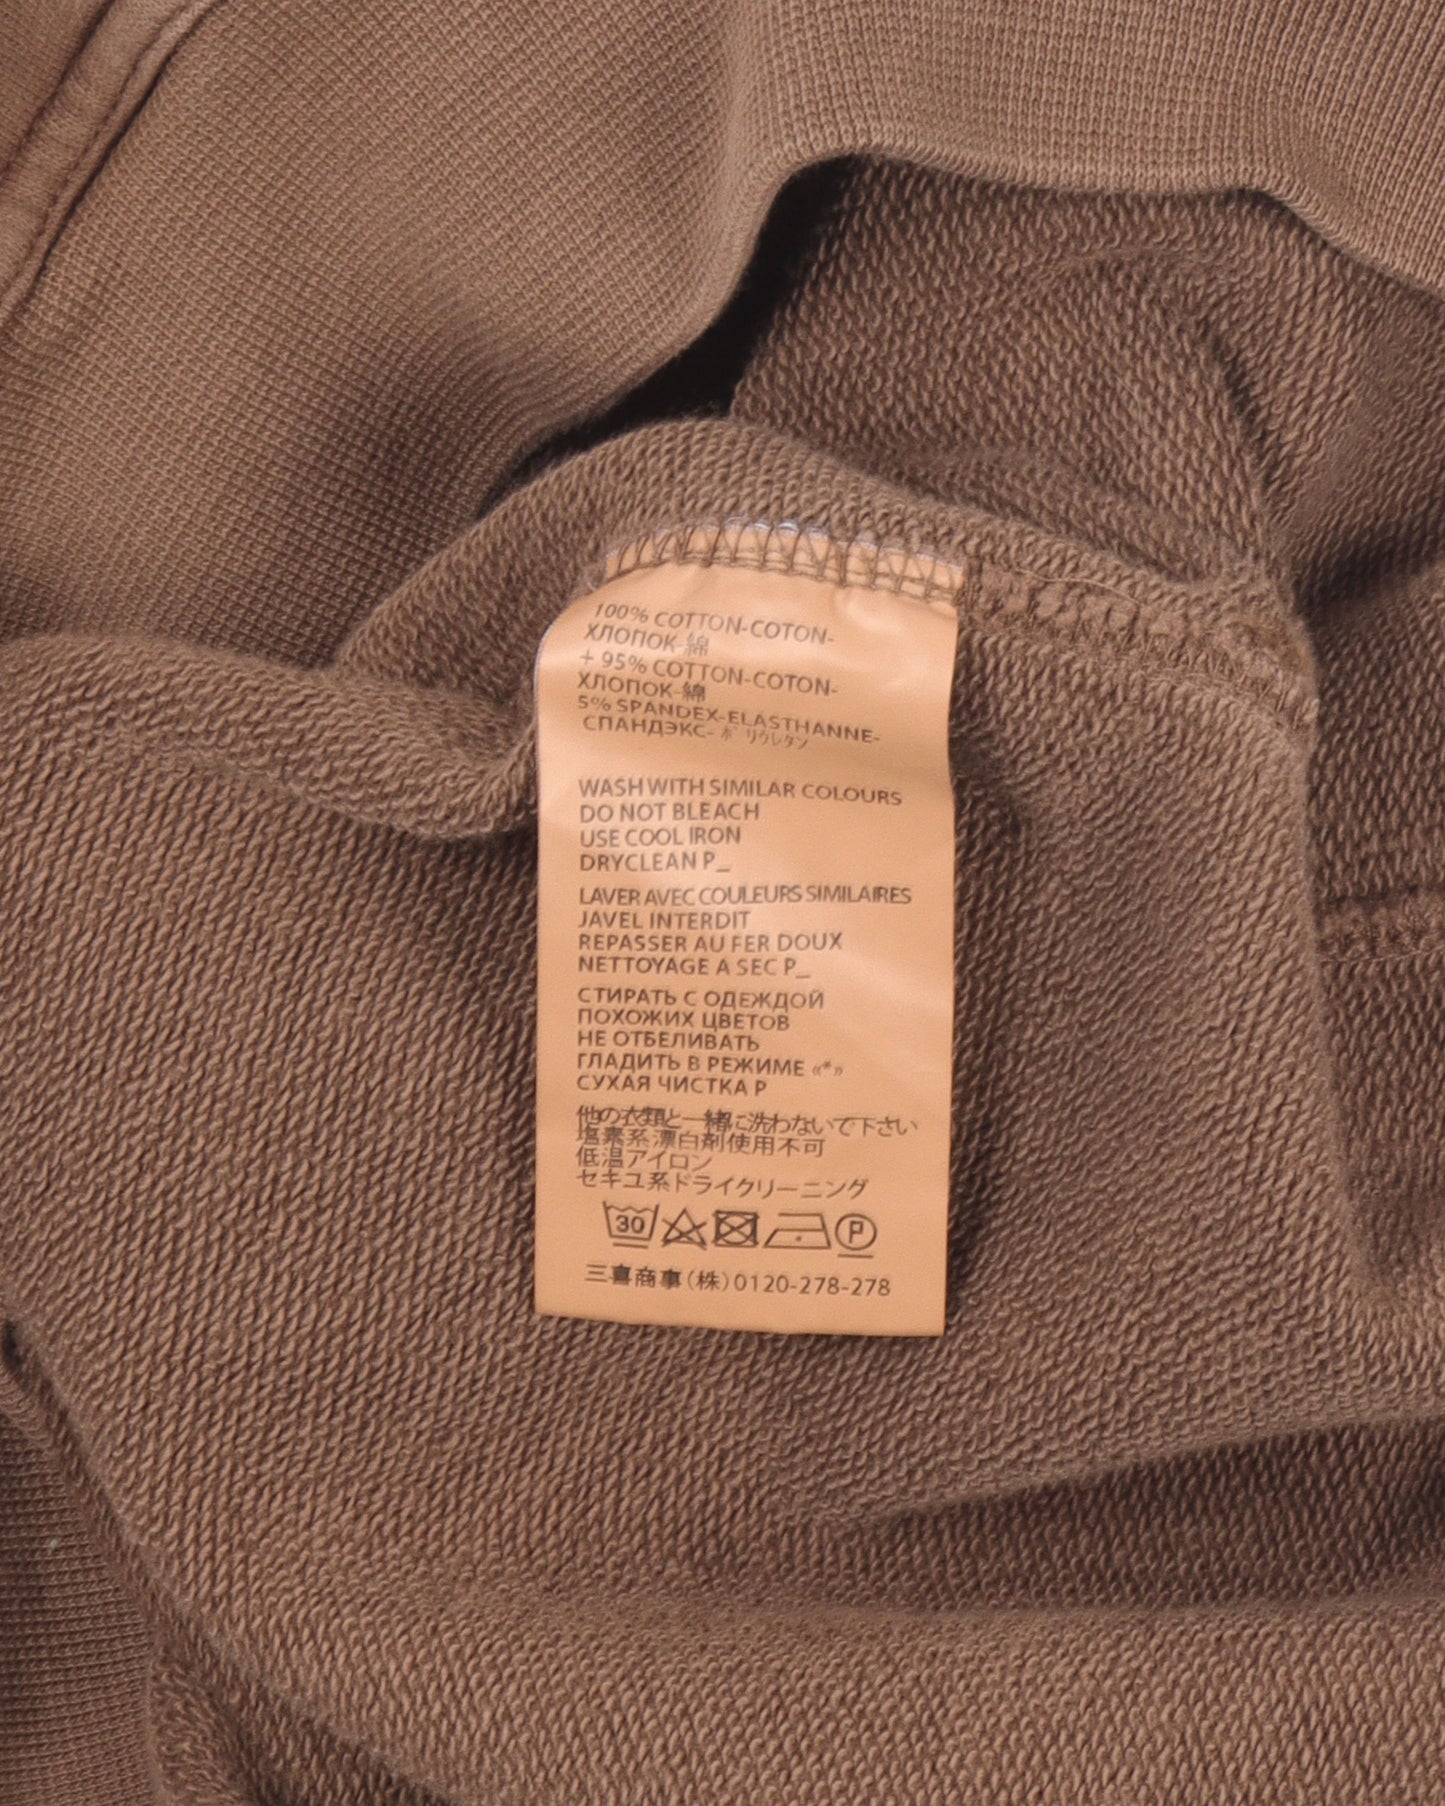 100% COTTON-COTON-
ХЛОПОК-綿
+ 95% COTTON-COTON-
ХЛОПОК-綿
5% SPANDEX-ELASTHANNE-
СПАНДЭКС-ポリウレタン
WASH WITH SIMILAR COLOURS
DO NOT BLEACH
USE COOL IRON
DRYCLEAN P_
LAVER AVEC COULEURS SIMILAIRES
JAVEL INTERDIT
REPASSER AU FER DOUX
NETTOYAGE A SEC P_
СТИРАТЬ С ОДЕЖДОЙ
ПОХОЖИХ ЦВЕТОВ
НЕ ОТБЕЛИВАТЬ
ГЛАДИТЬ В РЕЖИМЕ «*»
СУХАЯ ЧИСТКА P
他の衣類と一緒に洗わないで下さい
塩素系漂白剤使用不可
低温アイロン
セキユ系ドライクリーニング
30 P
三喜商事(株)0120-278-278